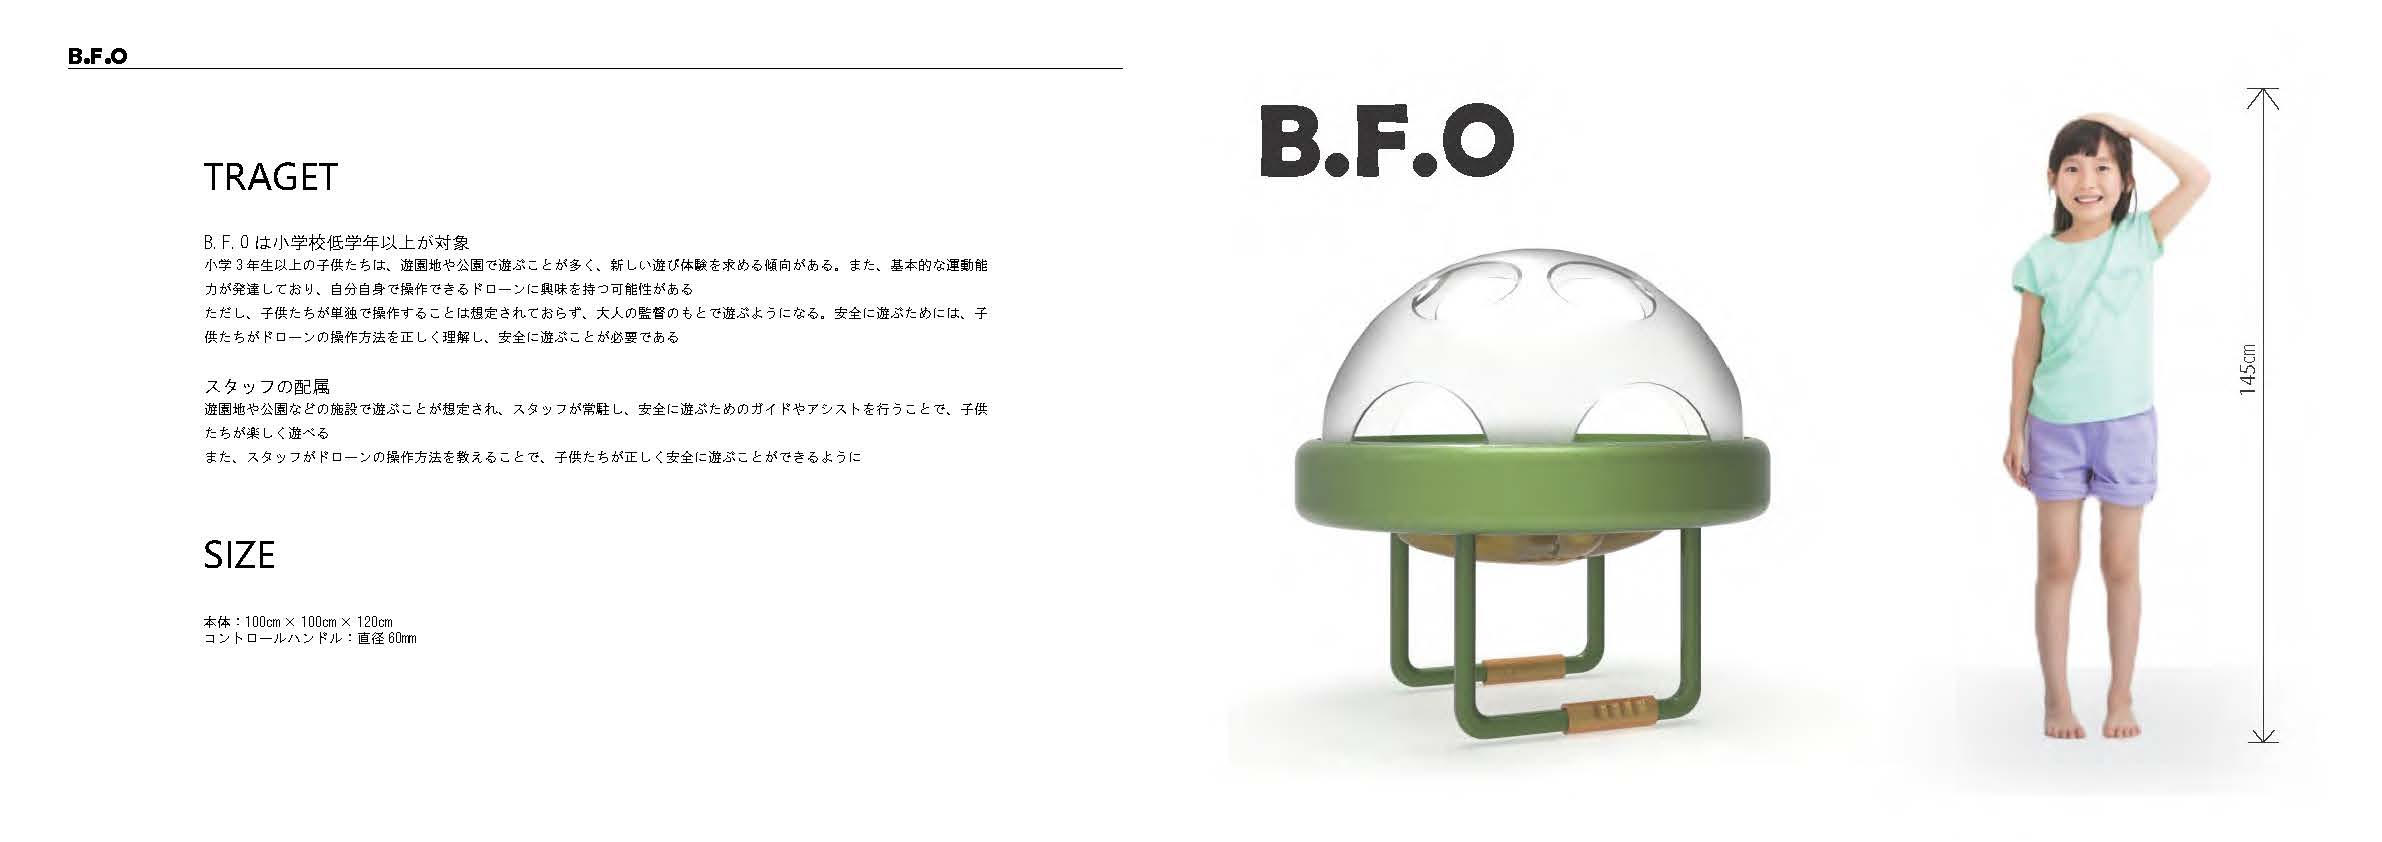 B.F.O
TRAGET
B.F.Oは小学校低学年以上が対象
小学3年生以上の子供たちは、遊園地や公園で遊ぶことが多く、新しい遊び体験を求める傾向がある。また、基本的な運動能
力が発達しており、自分自身で操作できるドローンに興味を持つ可能性がある
ただし、子供たちが単独で操作することは想定されておらず、大人の監督のもとで遊ぶようになる。安全に遊ぶためには、子
供たちがドローンの操作方法を正しく理解し、安全に遊ぶことが必要である
スタッフの配属
遊園地や公園などの施設で遊ぶことが想定され、スタッフが常駐し、安全に遊ぶためのガイドやアシストを行うことで、子供
たちが楽しく遊べる
また、スタッフがドローンの操作方法を教えることで、子供たちが正しく安全に遊ぶことができるように
SIZE
本体：100cm × 100cm × 120cm
コントロールハンドル：直径60mm
B.F.O
145cm